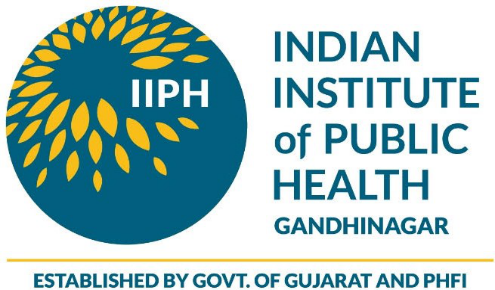 IIPH
INDIAN
INSTITUTE
of PUBLIC
HEALTH
GANDHINAGAR
ESTABLISHED BY GOVT. OF GUJARAT AND PHFI